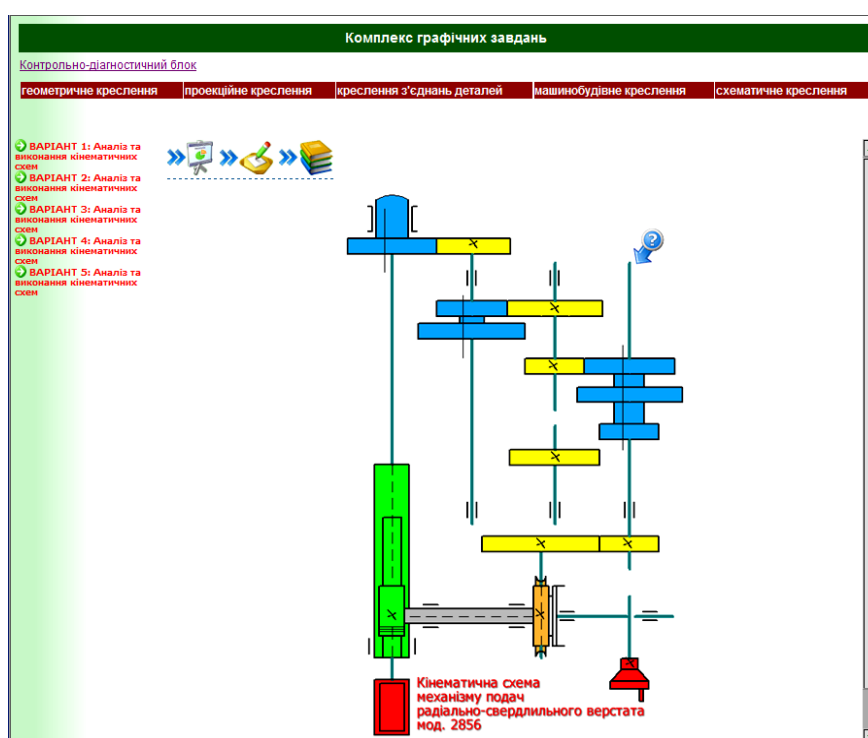 Комплекс графічних завдань
Контрольно-діагностичний блок
геометричне креслення проекційне креслення креслення з'єднань деталей машинобудівне креслення схематичне креслення
ВАРІАНТ 1: Аналіз та
виконання кінематичних
схем
ВАРІАНТ 2: Аналіз та
виконання кінематичних
схем
ВАРІАНТ 3: Аналіз та
виконання кінематичних
схем
ВАРІАНТ 4: Аналіз та
виконання кінематичних
схем
ВАРІАНТ 5: Аналіз та
виконання кінематичних
схем
?
Кінематична схема
механізму подач
радіально-свердлильного верстата
мод. 2856